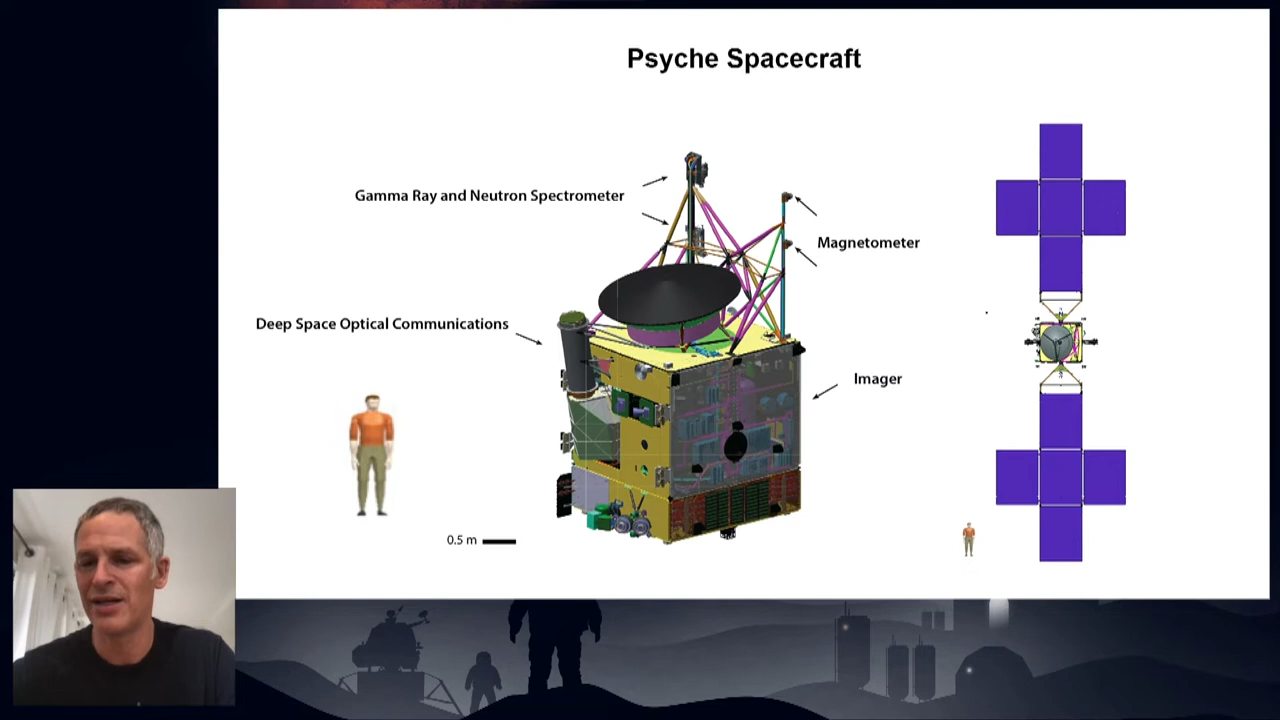 Psyche Spacecraft
Gamma Ray and Neutron Spectrometer
Magnetometer
Deep Space Optical Communications
Imager
0.5 m